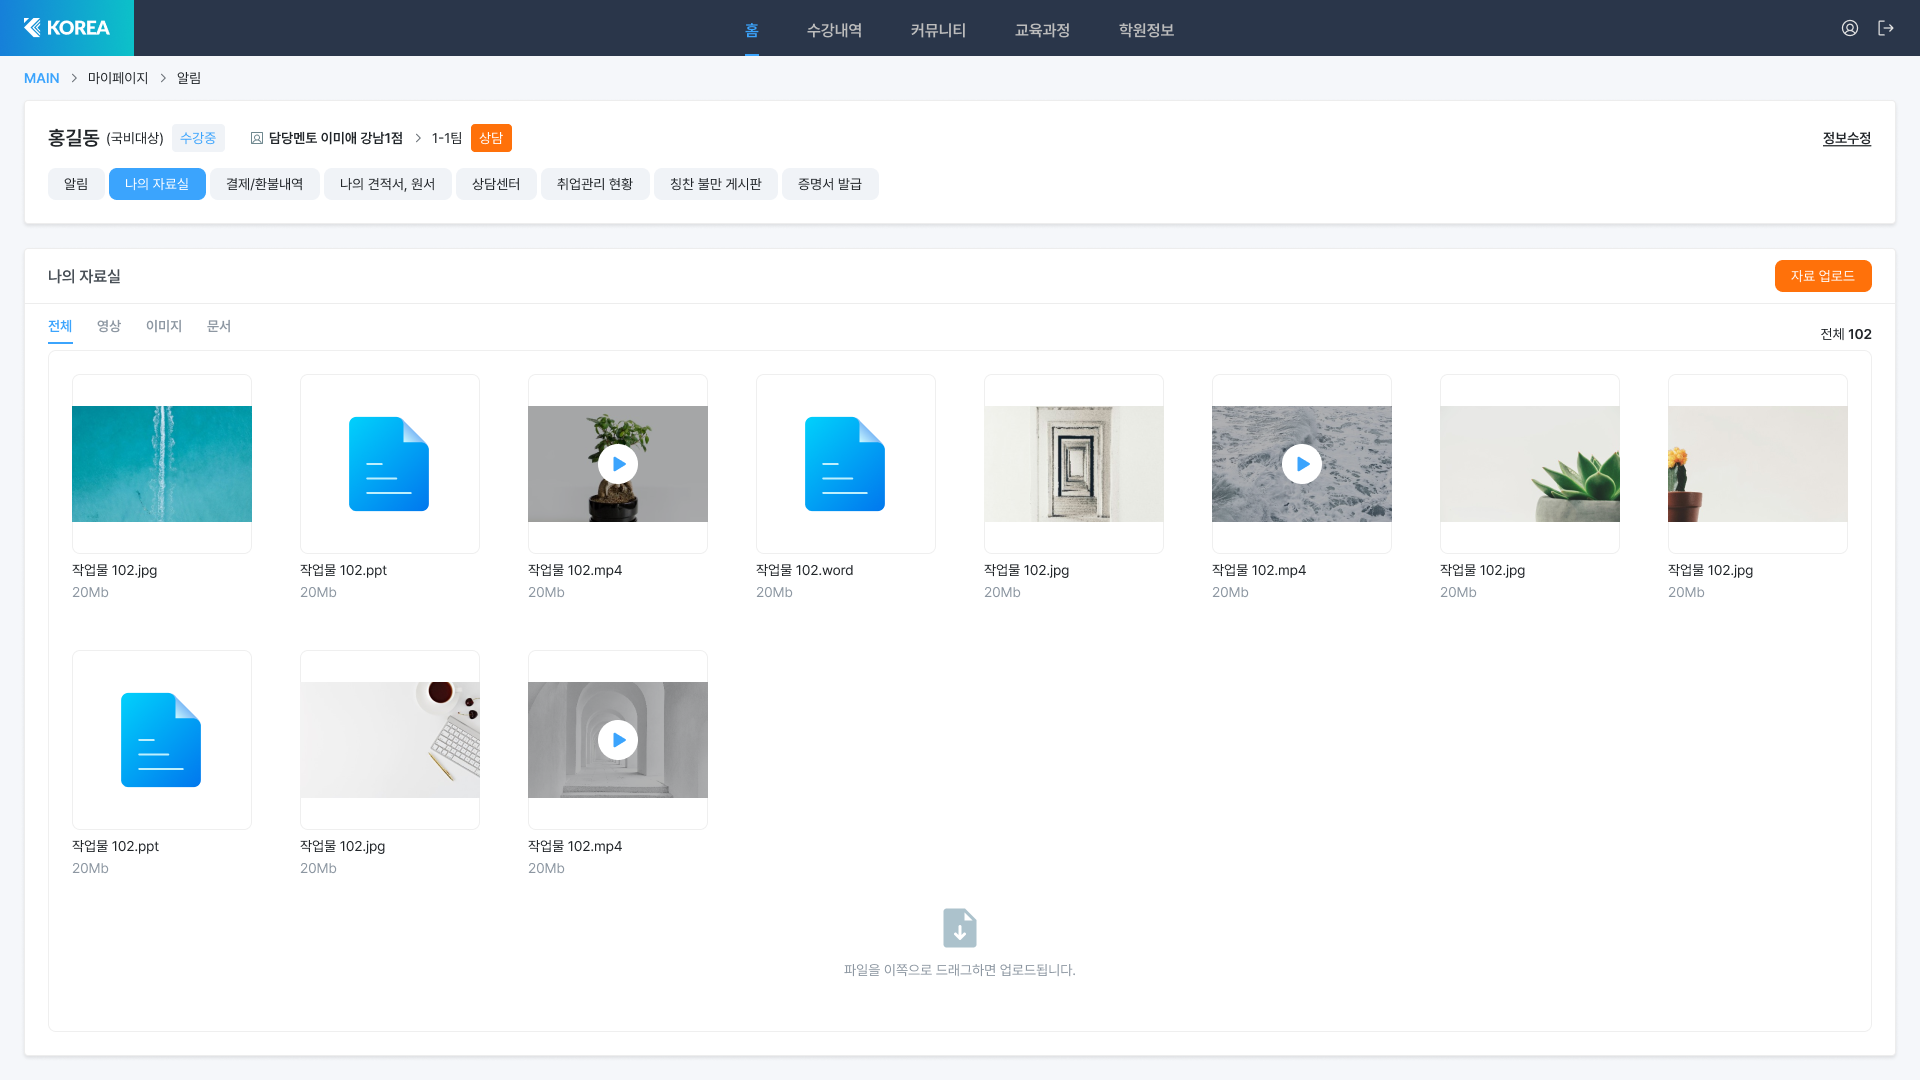 KOREA
홈 수강내역 커뮤니티 교육과정 학원정보
MAIN > 마이페이지 > 알림
홍길동 (국비대상) 수강중 담당멘토 이미애 강남1점 > 1-1팀 상담 정보수정
알림 나의 자료실 결제/환불내역 나의 견적서, 원서 상담센터 취업관리 현황 칭찬 불만 게시판 증명서 발급
나의 자료실 자료 업로드
전체 영상 이미지 문서 전체 102
작업물 102.jpg 작업물 102.ppt 작업물 102.mp4 작업물 102.word 작업물 102.jpg 작업물 102.mp4 작업물 102.jpg 작업물 102.jpg
20Mb 20Mb 20Mb 20Mb 20Mb 20Mb 20Mb 20Mb
작업물 102.ppt 작업물 102.jpg 작업물 102.mp4
20Mb 20Mb 20Mb
파일을 이쪽으로 드래그하면 업로드됩니다.